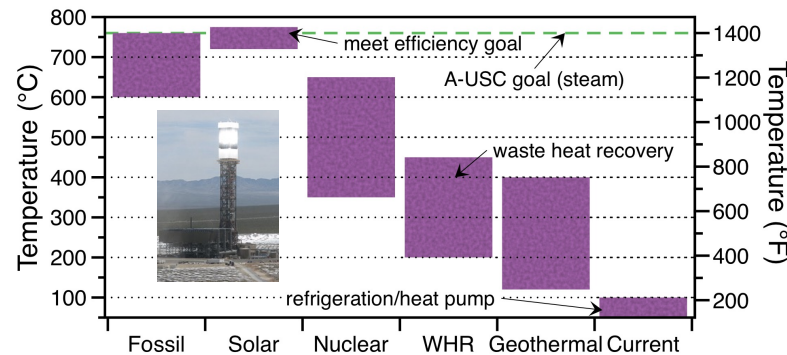 800
700
600
500
400
300
200
100
Temperature (°C)
1400
1200
1000
800
600
400
200
Temperature (°F)
meet efficiency goal
A-USC goal (steam)
waste heat recovery
refrigeration/heat pump
Fossil Solar Nuclear WHR Geothermal Current